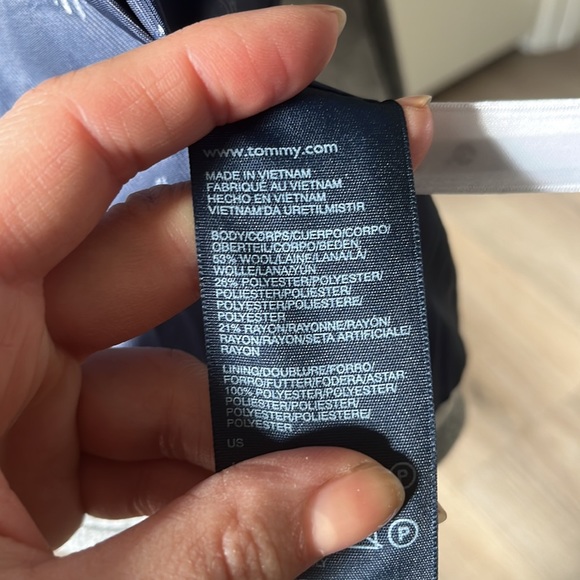 www.tommy.com
MADE IN VIETNAM
FABRIQUÉ AU VIETNAM
HECHO EN VIETNAM
VIETNAM'DA ÜRETILMISTIR
BODY/CORPS/CUERPO/CORPO/
OBERTEIL/CORPO/BEDEN
53% WOOL/LAINE/LANA/LÃ/
WOLLE/LANA/YÜN
26% POLYESTER/POLYESTER/
POLIÉSTER/POLIÉSTER/
POLYESTER/POLIESTERE/
POLYESTER
21% RAYON/RAYONNE/RAYÓN/
RAYON/RAYON/SETA ARTIFICIALE/
RAYON
LINING/DOUBLURE/FORRO/
FORRO/FUTTER/FODERA/ASTAR
100% POLYESTER/POLYESTER/
POLIÉSTER/POLIÉSTER/
POLYESTER/POLIESTERE/
POLYESTER
US
P
P